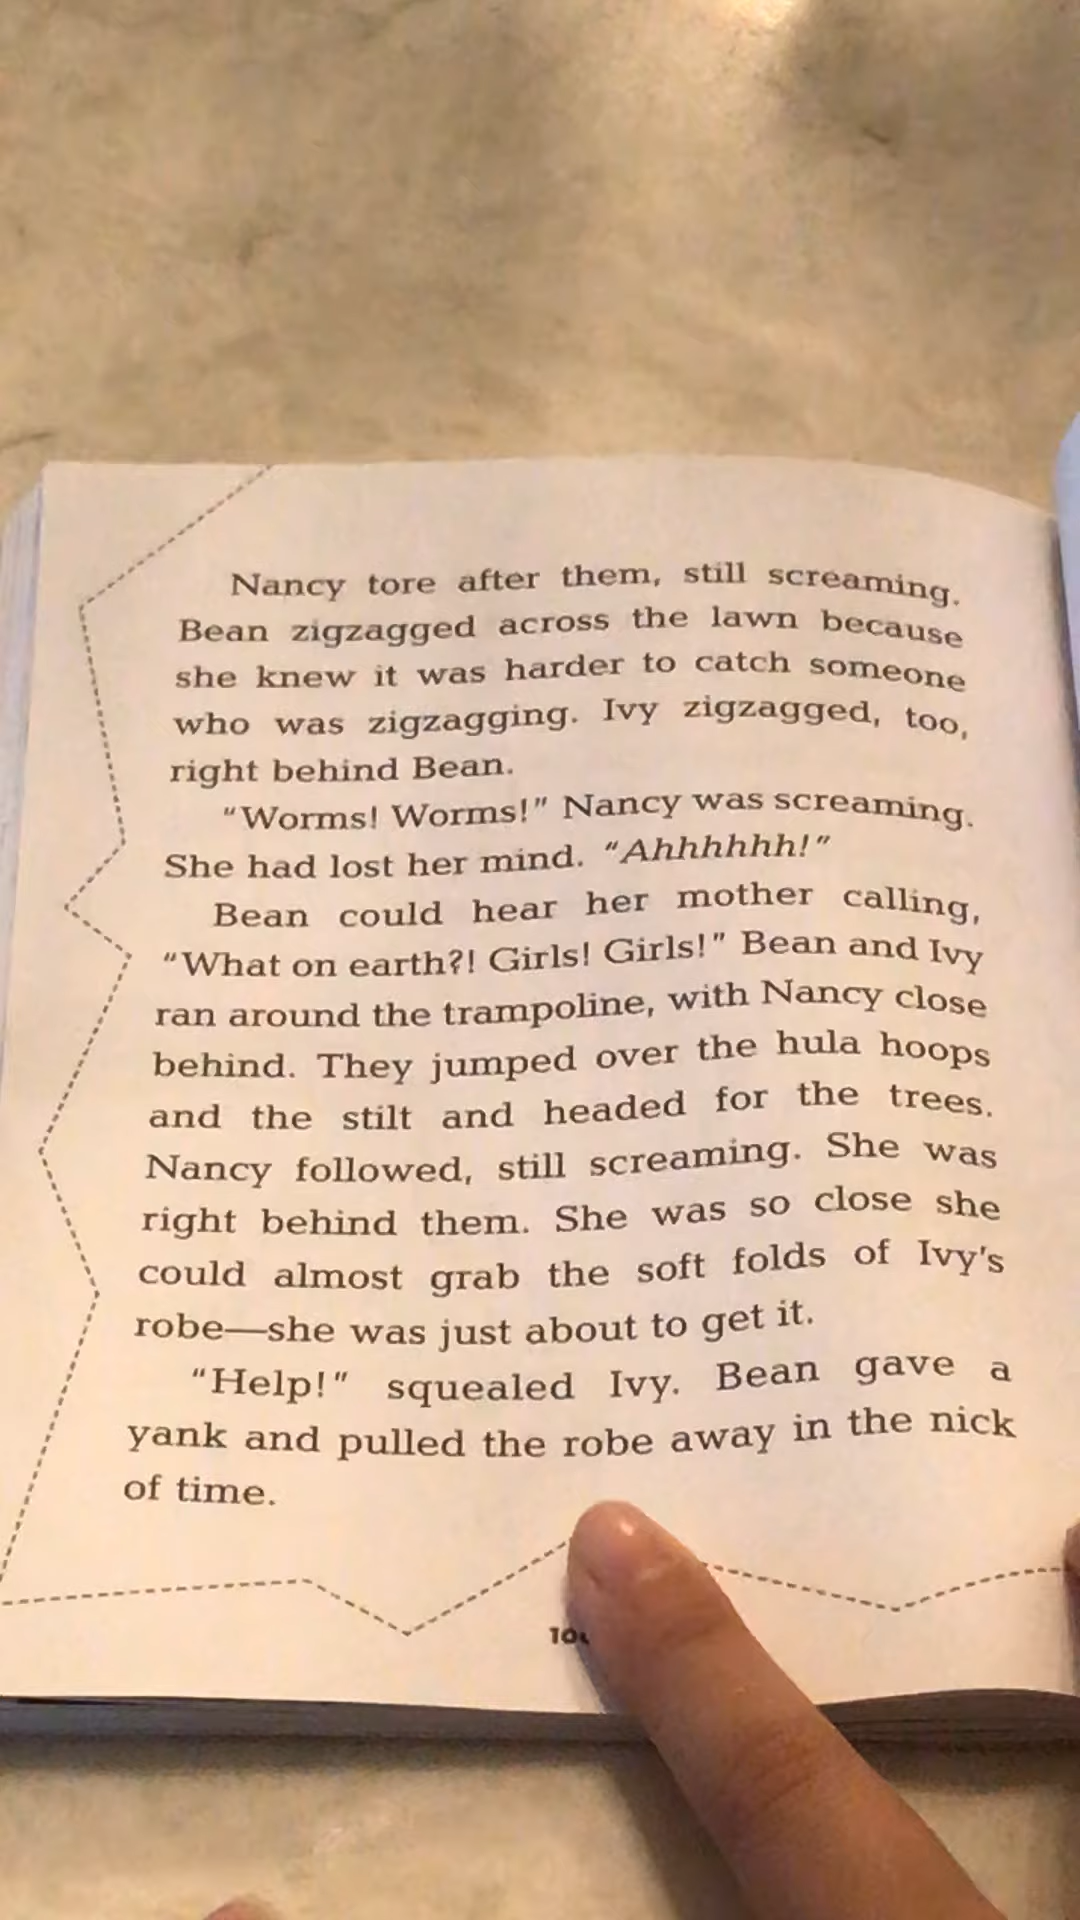 Nancy tore after them, still screaming.
Bean zigzagged across the lawn because
she knew it was harder to catch someone
who was zigzagging. Ivy zigzagged, too,
right behind Bean.
“Worms! Worms!” Nancy was screaming.
She had lost her mind. “Ahhhhhh!”
Bean could hear her mother calling,
“What on earth?! Girls! Girls!” Bean and Ivy
ran around the trampoline, with Nancy close
behind. They jumped over the hula hoops
and the stilt and headed for the trees.
Nancy followed, still screaming. She was
right behind them. She was so close she
could almost grab the soft folds of Ivy's
robe—she was just about to get it.
“Help!” squealed Ivy. Bean gave a
yank and pulled the robe away in the nick
of time.